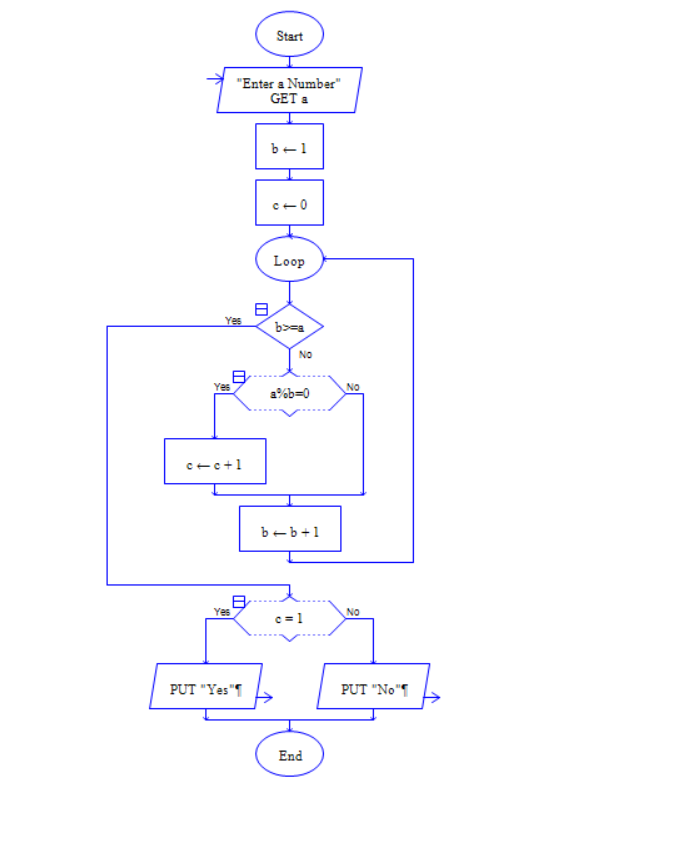 Start
"Enter a Number"
GET a
b ← 1
c ← 0
Loop
Yes
b>=a
No
Yes
a%b=0
No
c ← c + 1
b ← b + 1
Yes
c = 1
No
PUT "Yes"¶
PUT "No"¶
End